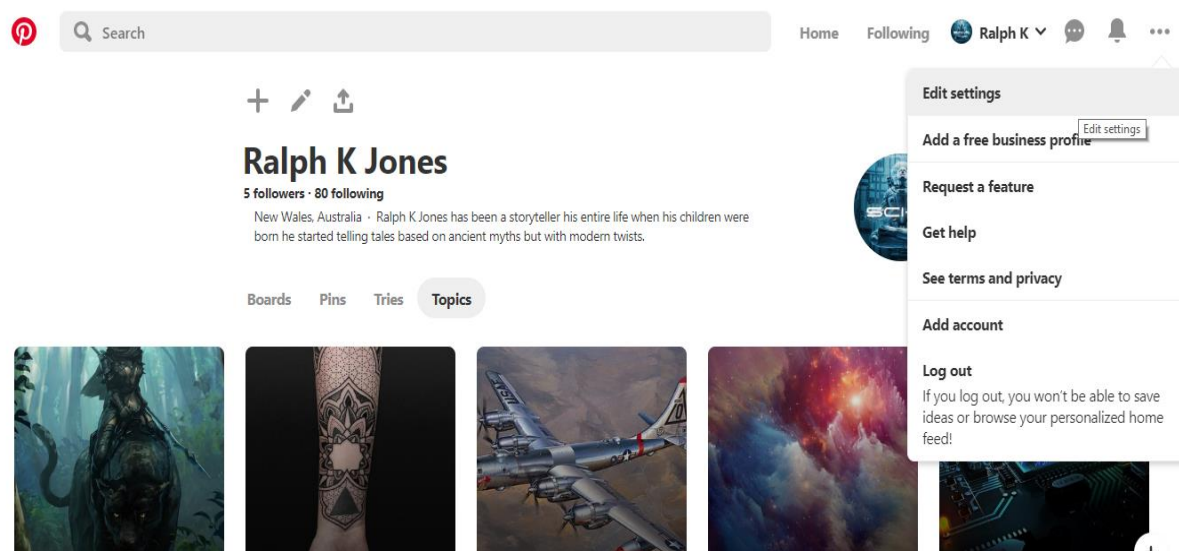 Search
Home Following Ralph K
Edit settings
Edit settings
Add a free business profile
Request a feature
Get help
See terms and privacy
Add account
Log out
If you log out, you won't be able to save
ideas or browse your personalized home
feed!
Ralph K Jones
5 followers · 80 following
New Wales, Australia · Ralph K Jones has been a storyteller his entire life when his children were
born he started telling tales based on ancient myths but with modern twists.
Boards Pins Tries Topics